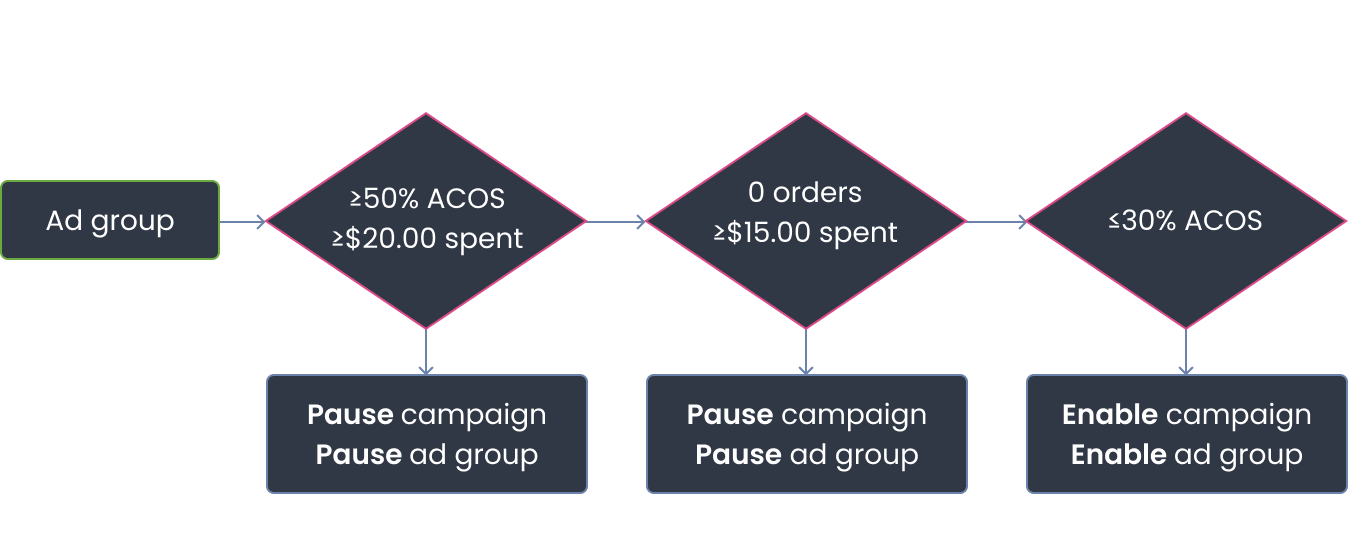 Ad group
≥50% ACOS
≥$20.00 spent
0 orders
≥$15.00 spent
≤30% ACOS
Pause campaign
Pause ad group
Pause campaign
Pause ad group
Enable campaign
Enable ad group